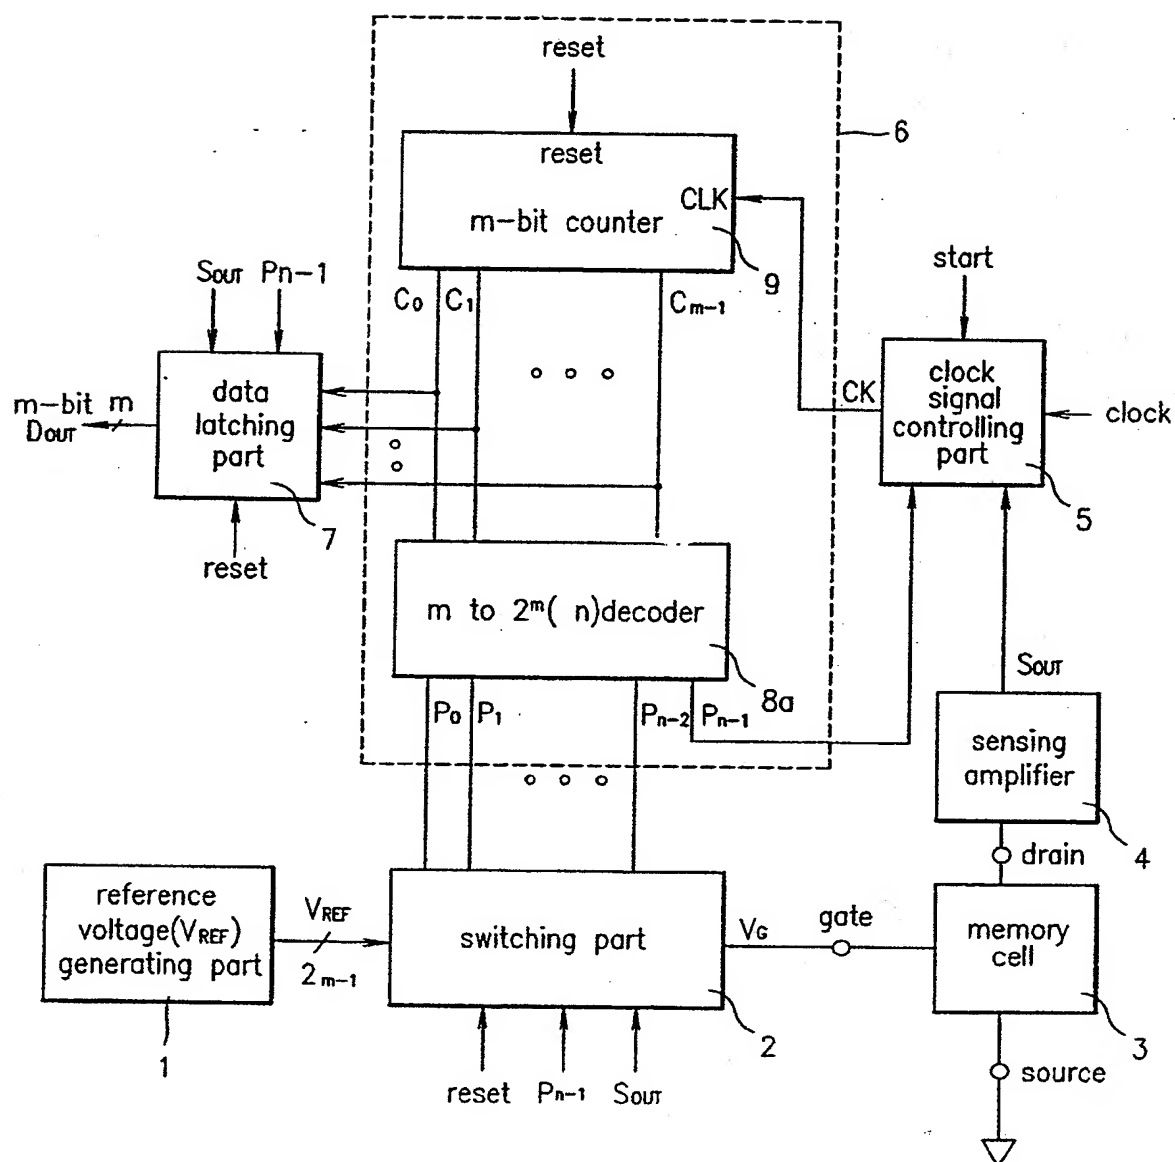 reset
6
reset
CLK
m-bit counter
9
start
SOUT Pn-1
C0 C1 Cm-1
data
latching
part
m-bit m
DOUT
7
reset
clock
signal
controlling
part
CK
clock
5
m to 2m( n)decoder
8a
SOUT
P0 P1 Pn-2 Pn-1
sensing
amplifier
4
drain
reference
voltage(VREF)
generating part
1
VREF
2m-1
switching part
2
VG
gate
memory
cell
3
reset Pn-1 SOUT
source